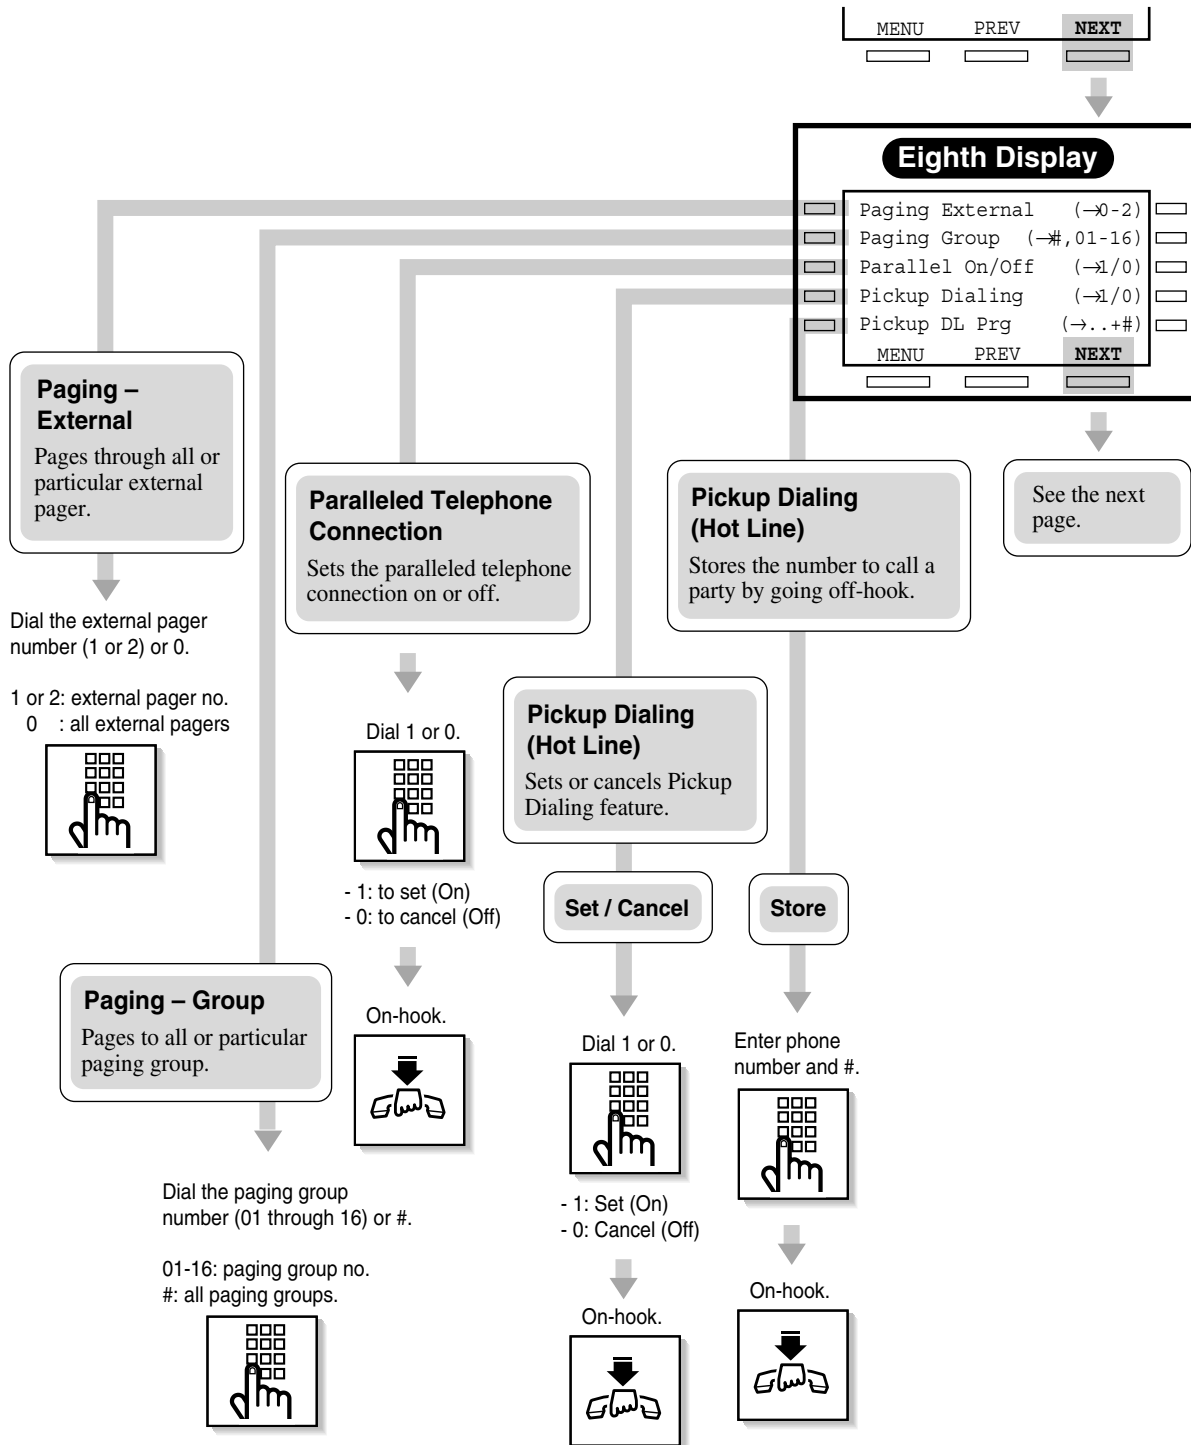 MENU PREV NEXT
Eighth Display
Paging External (→0-2)
Paging Group (→#,01-16)
Parallel On/Off (→1/0)
Pickup Dialing (→1/0)
Pickup DL Prg (→..+#)
MENU PREV NEXT
Paging –
External
Pages through all or
particular external
pager.
Dial the external pager
number (1 or 2) or 0.
1 or 2: external pager no.
0 : all external pagers
Paralleled Telephone
Connection
Sets the paralleled telephone
connection on or off.
Dial 1 or 0.
- 1: to set (On)
- 0: to cancel (Off)
On-hook.
Pickup Dialing
(Hot Line)
Stores the number to call a
party by going off-hook.
See the next
page.
Pickup Dialing
(Hot Line)
Sets or cancels Pickup
Dialing feature.
Set / Cancel
Store
Paging – Group
Pages to all or particular
paging group.
Dial the paging group
number (01 through 16) or #.
01-16: paging group no.
#: all paging groups.
Dial 1 or 0.
- 1: Set (On)
- 0: Cancel (Off)
On-hook.
Enter phone
number and #.
On-hook.